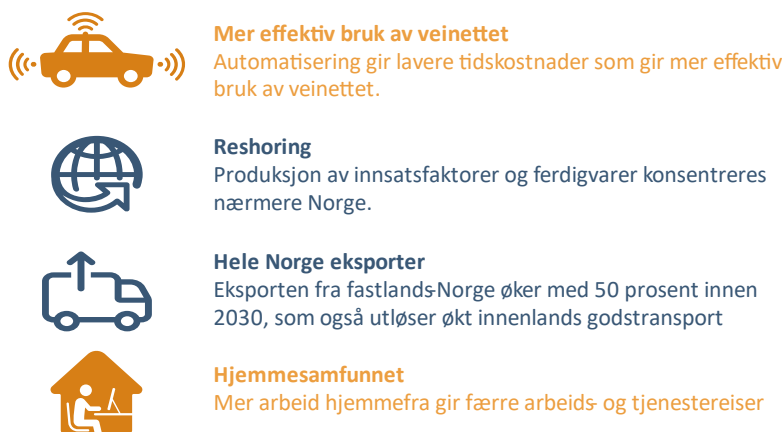 Mer effektiv bruk av veinettet
Automatisering gir lavere tidskostnader som gir mer effektiv
bruk av veinettet.
Reshoring
Produksjon av innsatsfaktorer og ferdigvarer konsentreres
nærmere Norge.
Hele Norge eksporter
Eksporten fra fastlands-Norge øker med 50 prosent innen
2030, som også utløser økt innenlands godstransport
Hjemmesamfunnet
Mer arbeid hjemmefra gir færre arbeids- og tjenestereiser